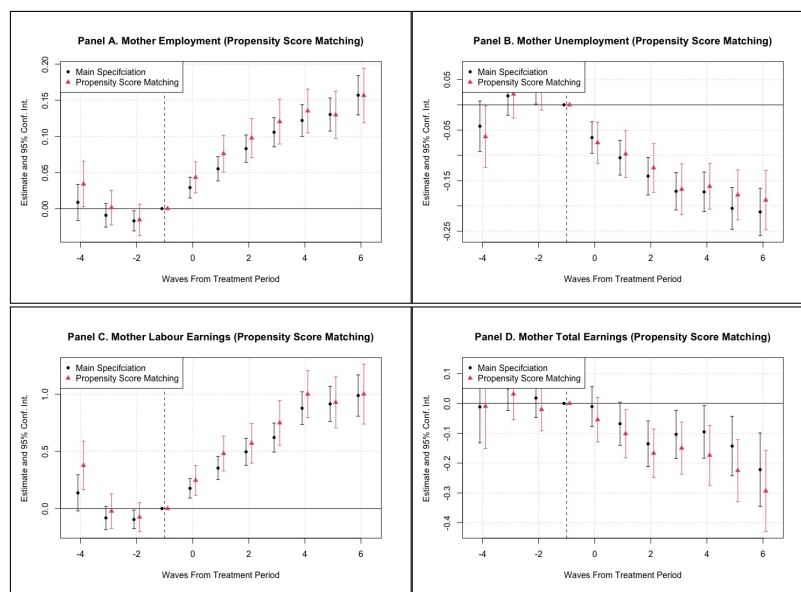 Panel A. Mother Employment (Propensity Score Matching)
Main Specifciation
Propensity Score Matching
Estimate and 95% Conf. Int.
0.20
0.15
0.10
0.05
0.00
-4 -2 0 2 4 6
Waves From Treatment Period
Panel B. Mother Unemployment (Propensity Score Matching)
Main Specifciation
Propensity Score Matching
Estimate and 95% Conf. Int.
0.05
-0.05
-0.15
-0.25
-4 -2 0 2 4 6
Waves From Treatment Period
Panel C. Mother Labour Earnings (Propensity Score Matching)
Main Specifciation
Propensity Score Matching
Estimate and 95% Conf. Int.
1.0
0.5
0.0
-4 -2 0 2 4 6
Waves From Treatment Period
Panel D. Mother Total Earnings (Propensity Score Matching)
Main Specifciation
Propensity Score Matching
Estimate and 95% Conf. Int.
0.1
-0.1
-0.2
-0.3
-0.4
-4 -2 0 2 4 6
Waves From Treatment Period